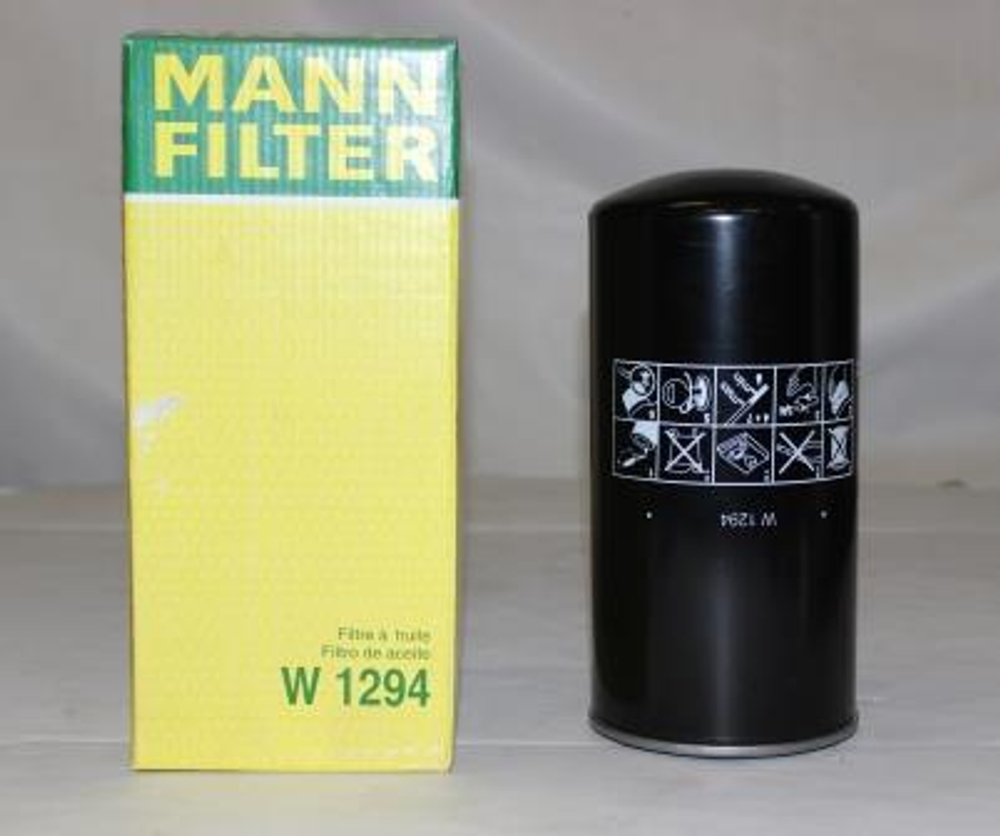 MANN
FILTER
Filtre à huile
Filtro de aceite
W 1294
W 1294